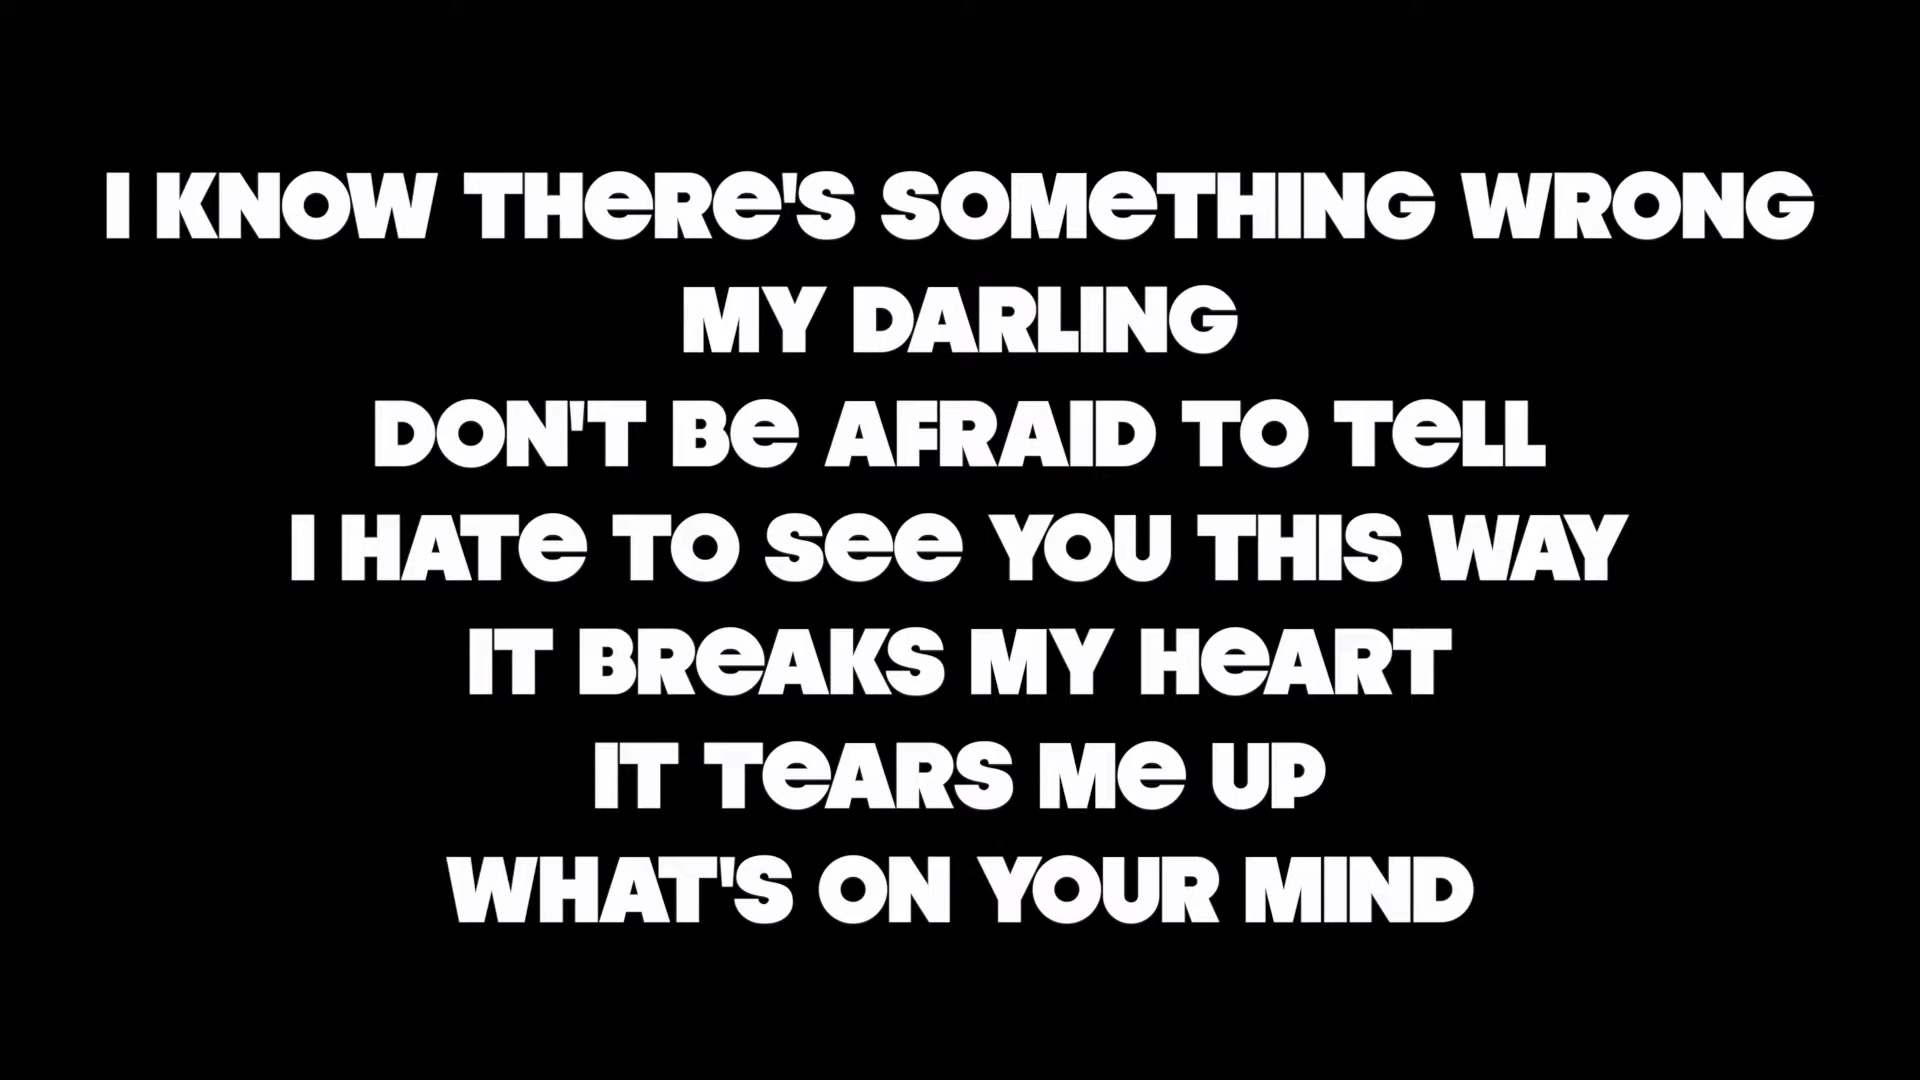 I KNOW THeRe'S SOMeTHING WRONG
MY DARLING
DON'T Be AFRAID TO TeLL
I HATe TO See YOU THIS WAY
IT BReAKS MY HeART
IT TeARS Me UP
WHAT'S ON YOUR MIND